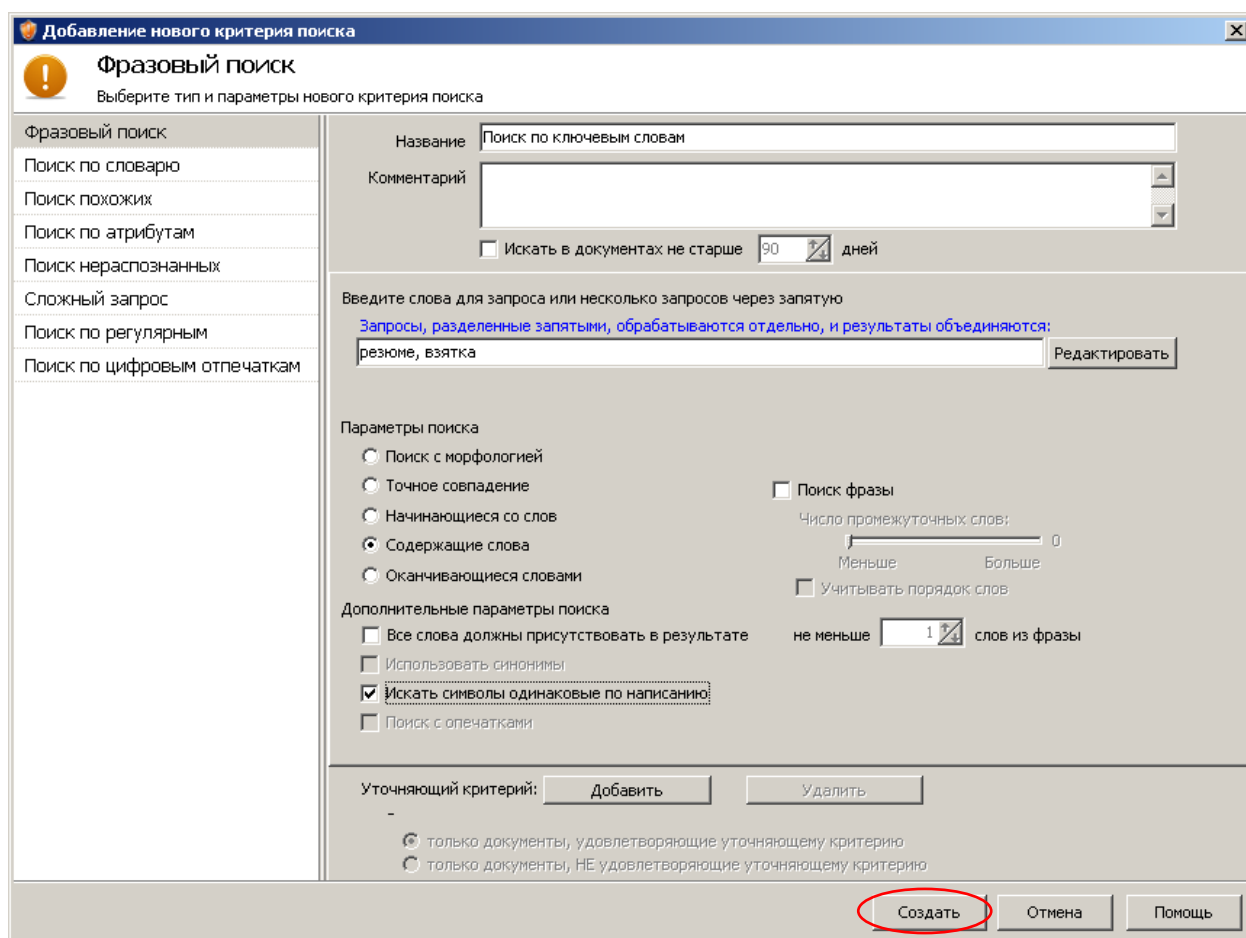 Добавление нового критерия поиска
Фразовый поиск
Выберите тип и параметры нового критерия поиска
Фразовый поиск
Поиск по словарю
Поиск похожих
Поиск по атрибутам
Поиск нераспознанных
Сложный запрос
Поиск по регулярным
Поиск по цифровым отпечаткам
Название Поиск по ключевым словам
Комментарий
Искать в документах не старше 90 дней
Введите слова для запроса или несколько запросов через запятую
Запросы, разделенные запятыми, обрабатываются отдельно, и результаты объединяются:
резюме, взятка Редактировать
Параметры поиска
Поиск с морфологией
Точное совпадение
Начинающиеся со слов
Содержащие слова
Оканчивающиеся словами
Поиск фразы
Число промежуточных слов:
0
Меньше Больше
Учитывать порядок слов
Дополнительные параметры поиска
Все слова должны присутствовать в результате не меньше 1 слов из фразы
Использовать синонимы
Искать символы одинаковые по написанию
Поиск с опечатками
Уточняющий критерий: Добавить Удалить
-
только документы, удовлетворяющие уточняющему критерию
только документы, НЕ удовлетворяющие уточняющему критерию
Создать Отмена Помощь